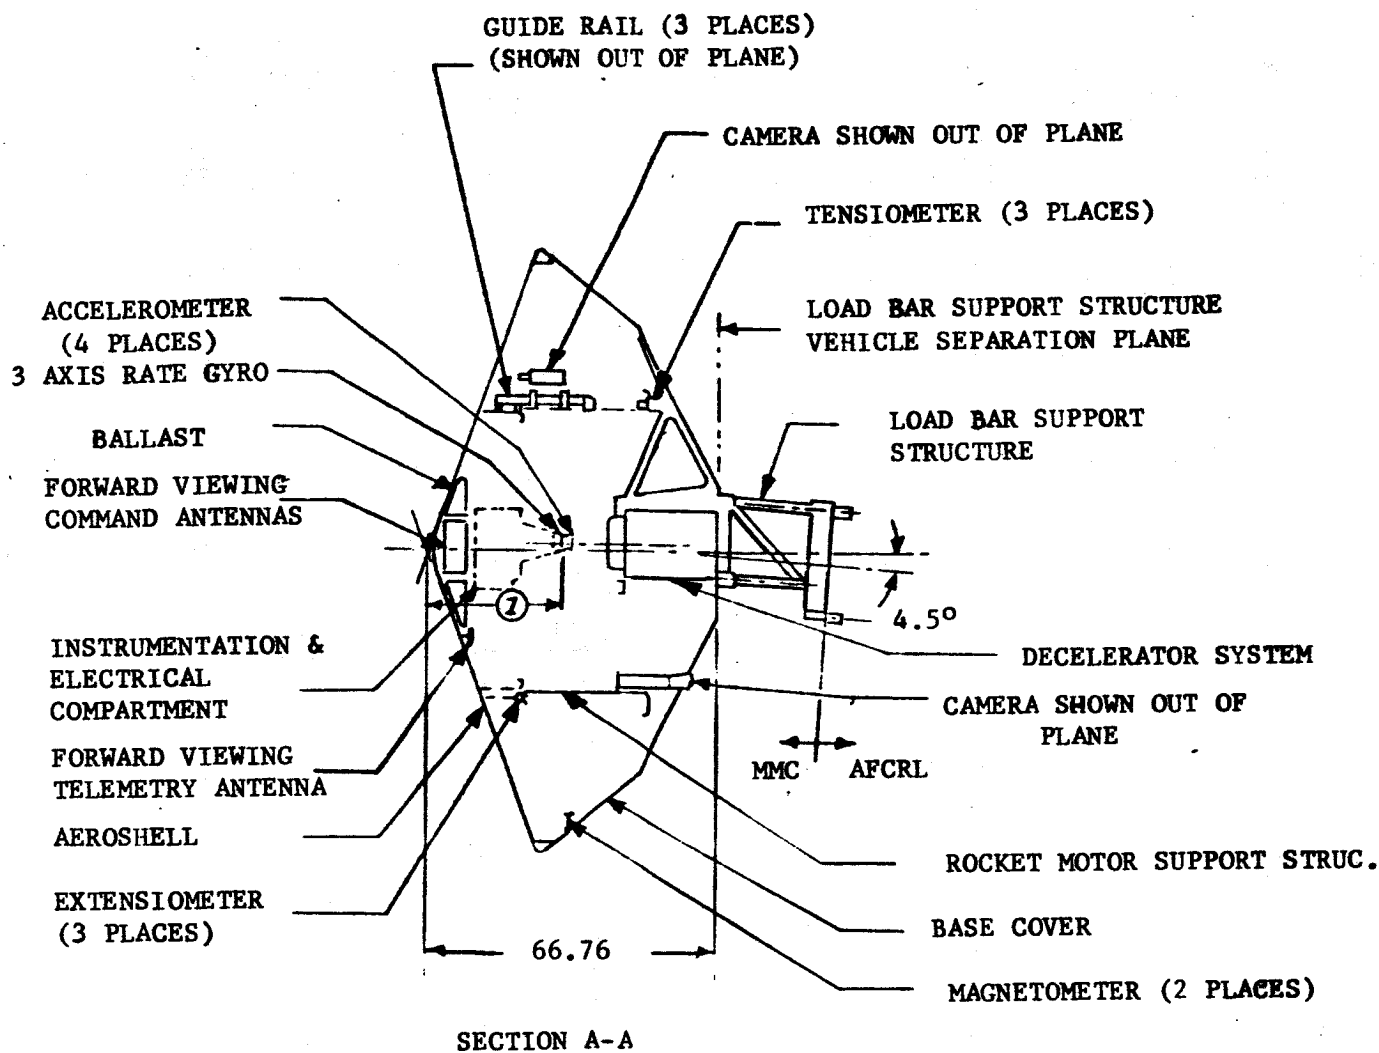 GUIDE RAIL (3 PLACES)
(SHOWN OUT OF PLANE)
CAMERA SHOWN OUT OF PLANE
TENSIOMETER (3 PLACES)
ACCELEROMETER
(4 PLACES)
3 AXIS RATE GYRO
LOAD BAR SUPPORT STRUCTURE
VEHICLE SEPARATION PLANE
BALLAST
LOAD BAR SUPPORT
STRUCTURE
FORWARD VIEWING
COMMAND ANTENNAS
1
4.5°
INSTRUMENTATION &
ELECTRICAL
COMPARTMENT
DECELERATOR SYSTEM
CAMERA SHOWN OUT OF
PLANE
FORWARD VIEWING
TELEMETRY ANTENNA
MMC AFCRL
AEROSHELL
ROCKET MOTOR SUPPORT STRUC.
EXTENSIOMETER
(3 PLACES)
BASE COVER
66.76
MAGNETOMETER (2 PLACES)
SECTION A-A